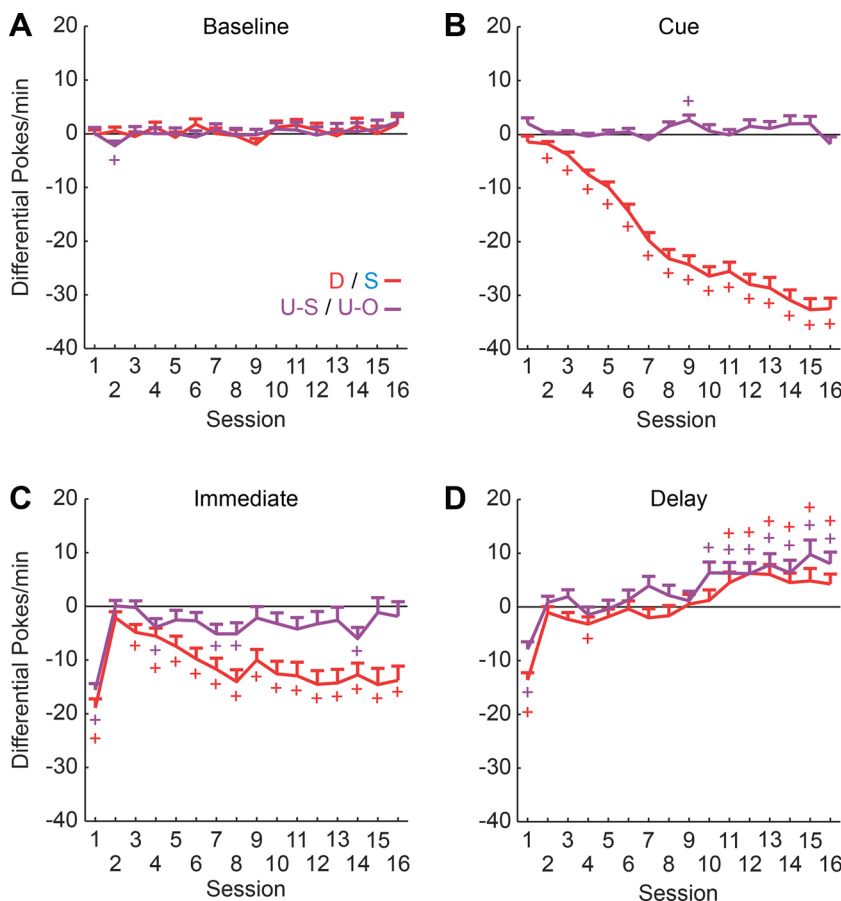 A
Baseline
Differential Pokes/min
20
10
0
-10
-20
-30
-40
D / S
U-S / U-O
+
1 3 5 7 9 11 13 15
2 4 6 8 10 12 14 16
Session
B
Cue
20
10
0
-10
-20
-30
-40
+
+ + + + + + + + + + + + + + +
1 3 5 7 9 11 13 15
2 4 6 8 10 12 14 16
Session
C
Immediate
Differential Pokes/min
20
10
0
-10
-20
-30
-40
+ + + + +
+ + + + + + + + + + + + + + +
1 3 5 7 9 11 13 15
2 4 6 8 10 12 14 16
Session
D
Delay
20
10
0
-10
-20
-30
-40
+ + + + + +
+ + + + + + +
+
+
+
1 3 5 7 9 11 13 15
2 4 6 8 10 12 14 16
Session